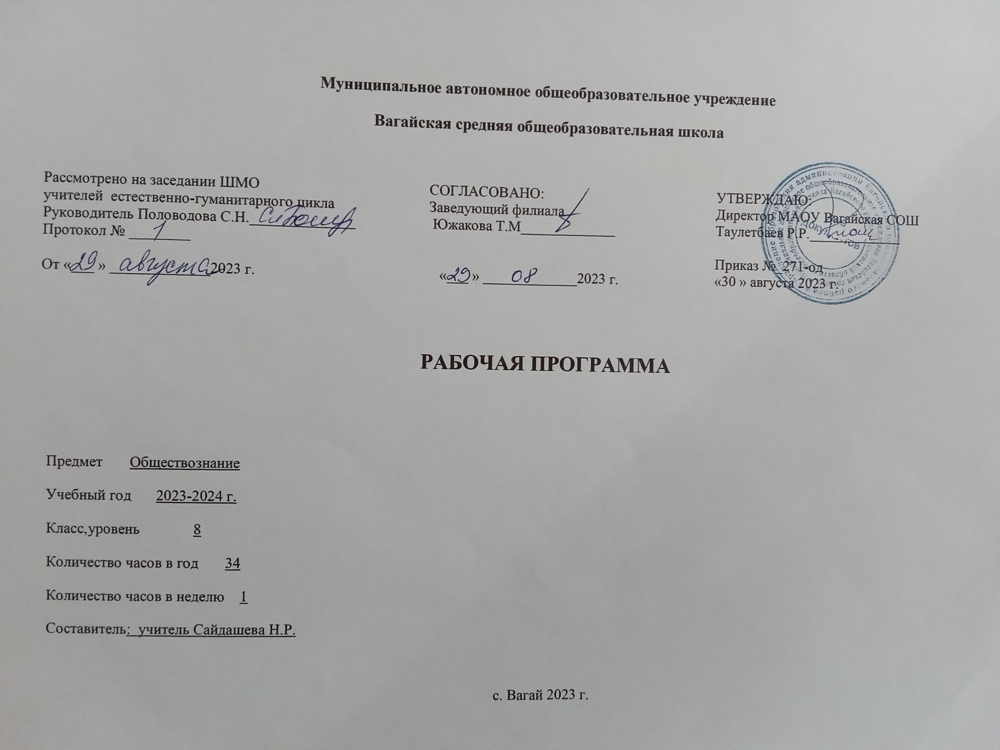 Муниципальное автономное общеобразовательное учреждение
Вагайская средняя общеобразовательная школа
Рассмотрено на заседании ШМО
учителей естественно-гуманитарного цикла
Руководитель Половодова С.Н.
Протокол № 1
От «29» августа 2023 г.
СОГЛАСОВАНО:
Заведующий филиала
Южакова Т.М
«29» 08 2023 г.
УТВЕРЖДАЮ:
Директор МАОУ Вагайская СОШ
Таулетбаев Р.Р.
Приказ № 271-од
«30 » августа 2023 г.
РАБОЧАЯ ПРОГРАММА
Предмет Обществознание
Учебный год 2023-2024 г.
Класс,уровень 8
Количество часов в год 34
Количество часов в неделю 1
Составитель: учитель Сайдашева Н.Р.
с. Вагай 2023 г.